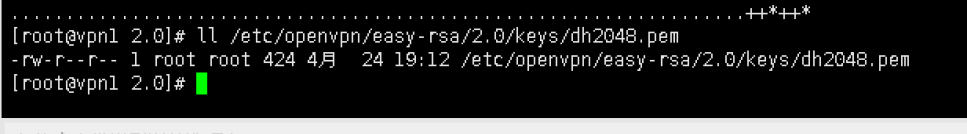 ..................................................................++*++*
[root@vpn1 2.0]# ll /etc/openvpn/easy-rsa/2.0/keys/dh2048.pem
-rw-r--r-- 1 root root 424 4月  24 19:12 /etc/openvpn/easy-rsa/2.0/keys/dh2048.pem
[root@vpn1 2.0]#